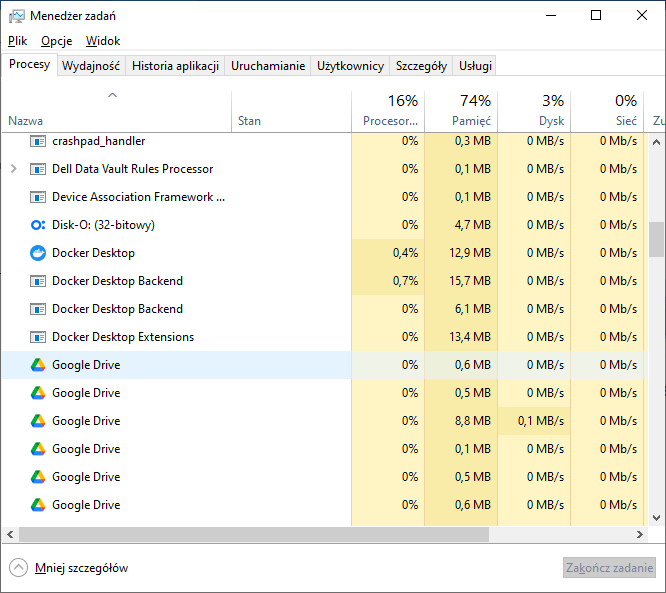 Menedżer zadań
Plik Opcje Widok
Procesy Wydajność Historia aplikacji Uruchamianie Użytkownicy Szczegóły Usługi
16% 74% 3% 0%
Nazwa Stan Procesor... Pamięć Dysk Sieć Zu
crashpad_handler 0% 0,3 MB 0 MB/s 0 Mb/s
Dell Data Vault Rules Processor 0% 0,1 MB 0 MB/s 0 Mb/s
Device Association Framework ... 0% 0,1 MB 0 MB/s 0 Mb/s
Disk-O: (32-bitowy) 0% 4,7 MB 0 MB/s 0 Mb/s
Docker Desktop 0,4% 12,9 MB 0 MB/s 0 Mb/s
Docker Desktop Backend 0,7% 15,7 MB 0 MB/s 0 Mb/s
Docker Desktop Backend 0% 6,1 MB 0 MB/s 0 Mb/s
Docker Desktop Extensions 0% 13,4 MB 0 MB/s 0 Mb/s
Google Drive 0% 0,6 MB 0 MB/s 0 Mb/s
Google Drive 0% 0,5 MB 0 MB/s 0 Mb/s
Google Drive 0% 8,8 MB 0,1 MB/s 0 Mb/s
Google Drive 0% 0,1 MB 0 MB/s 0 Mb/s
Google Drive 0% 0,5 MB 0 MB/s 0 Mb/s
Google Drive 0% 0,6 MB 0 MB/s 0 Mb/s
Mniej szczegółów Zakończ zadanie